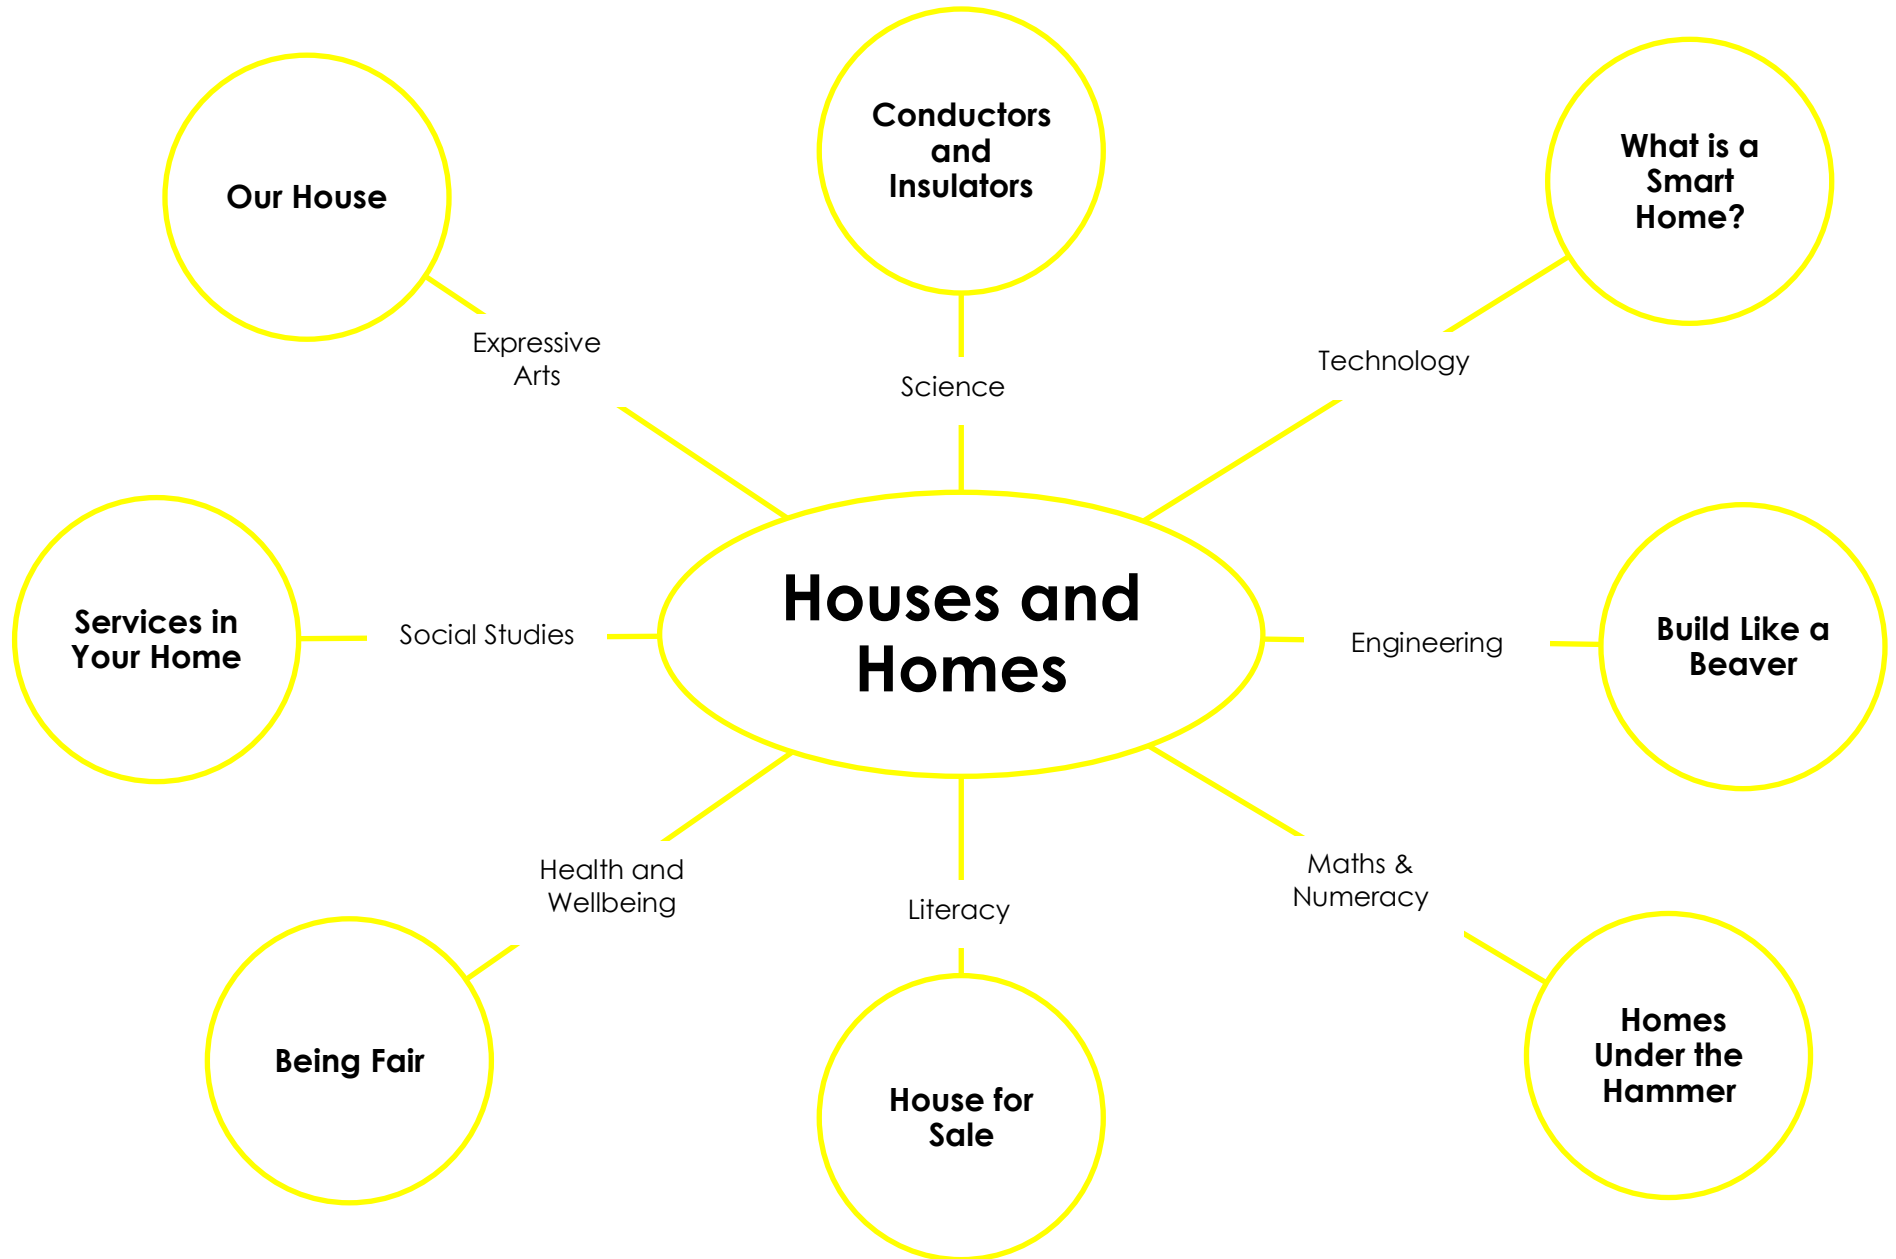 Conductors
and
Insulators
What is a
Smart
Home?
Our House
Expressive
Arts
Science
Technology
Houses and
Homes
Services in
Your Home
Social Studies
Engineering
Build Like a
Beaver
Health and
Wellbeing
Literacy
Maths &
Numeracy
Being Fair
House for
Sale
Homes
Under the
Hammer